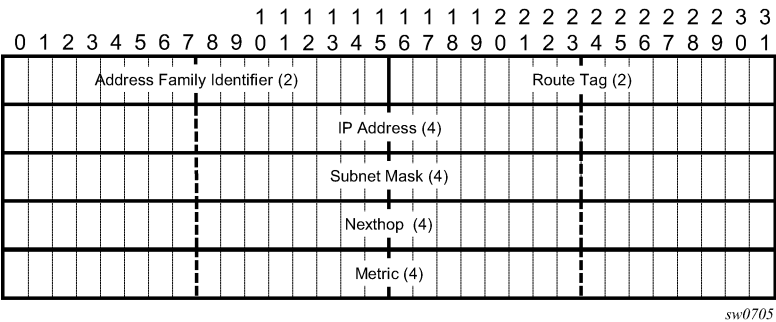 1 1 1 1 1 1 1 1 1 1 2 2 2 2 2 2 2 2 2 2 3 3
0 1 2 3 4 5 6 7 8 9 0 1 2 3 4 5 6 7 8 9 0 1 2 3 4 5 6 7 8 9 0 1
Address Family Identifier (2) Route Tag (2)
IP Address (4)
Subnet Mask (4)
Nexthop (4)
Metric (4)
sw0705